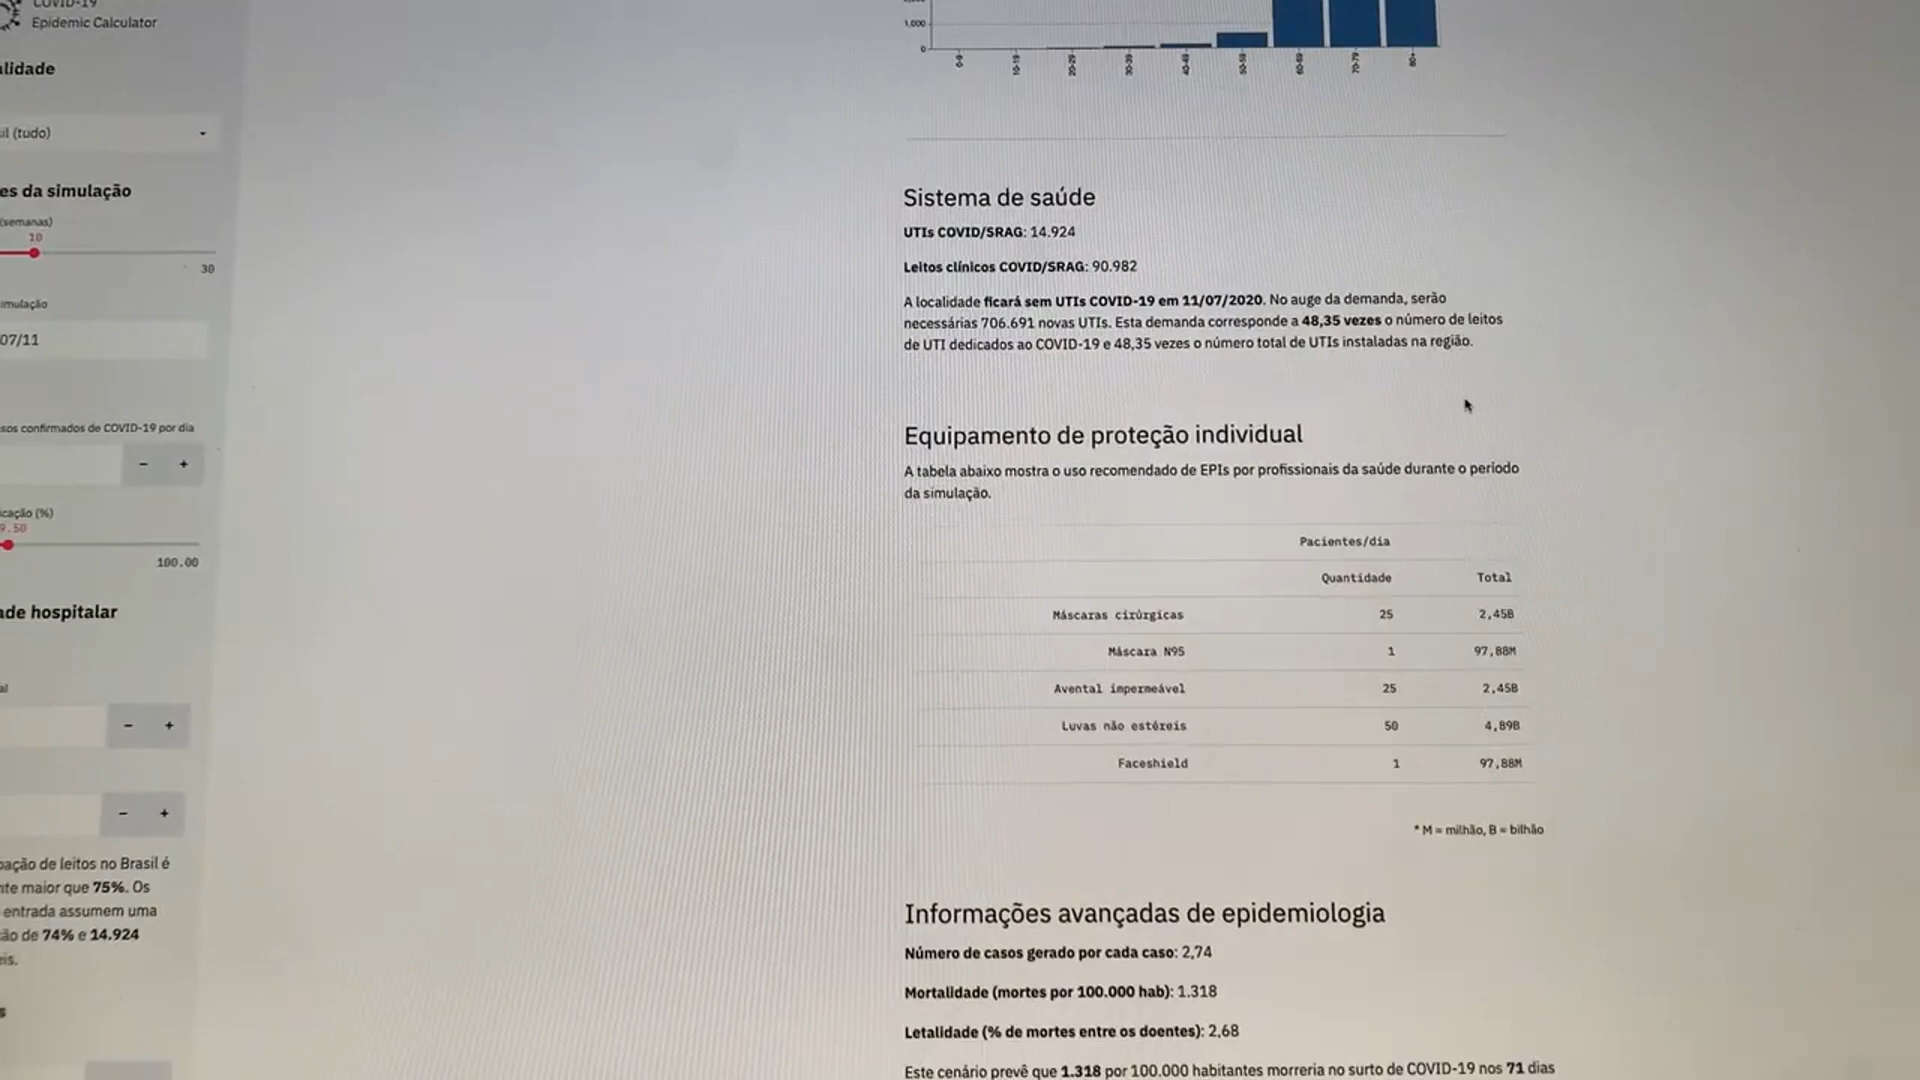 COVID-19
Epidemic Calculator
alidade
il (tudo)
es da simulação
(semanas)
10
30
imulação
07/11
sos confirmados de COVID-19 por dia
- +
cação (%)
9.50
100.00
ade hospitalar
al
- +
- +
pação de leitos no Brasil é
nte maior que 75%. Os
entrada assumem uma
ão de 74% e 14.924
eis.
s
1,000
0
0-9
10-19
20-29
30-39
40-49
50-59
60-69
70-79
80+
Sistema de saúde
UTIs COVID/SRAG: 14.924
Leitos clínicos COVID/SRAG: 90.982
A localidade ficará sem UTIs COVID-19 em 11/07/2020. No auge da demanda, serão
necessárias 706.691 novas UTIs. Esta demanda corresponde a 48,35 vezes o número de leitos
de UTI dedicados ao COVID-19 e 48,35 vezes o número total de UTIs instaladas na região.
Equipamento de proteção individual
A tabela abaixo mostra o uso recomendado de EPIs por profissionais da saúde durante o período
da simulação.
Pacientes/dia
Quantidade Total
Máscaras cirúrgicas 25 2,45B
Máscara N95 1 97,88M
Avental impermeável 25 2,45B
Luvas não estéreis 50 4,89B
Faceshield 1 97,88M
* M = milhão, B = bilhão
Informações avançadas de epidemiologia
Número de casos gerado por cada caso: 2,74
Mortalidade (mortes por 100.000 hab): 1.318
Letalidade (% de mortes entre os doentes): 2,68
Este cenário prevê que 1.318 por 100.000 habitantes morreria no surto de COVID-19 nos 71 dias